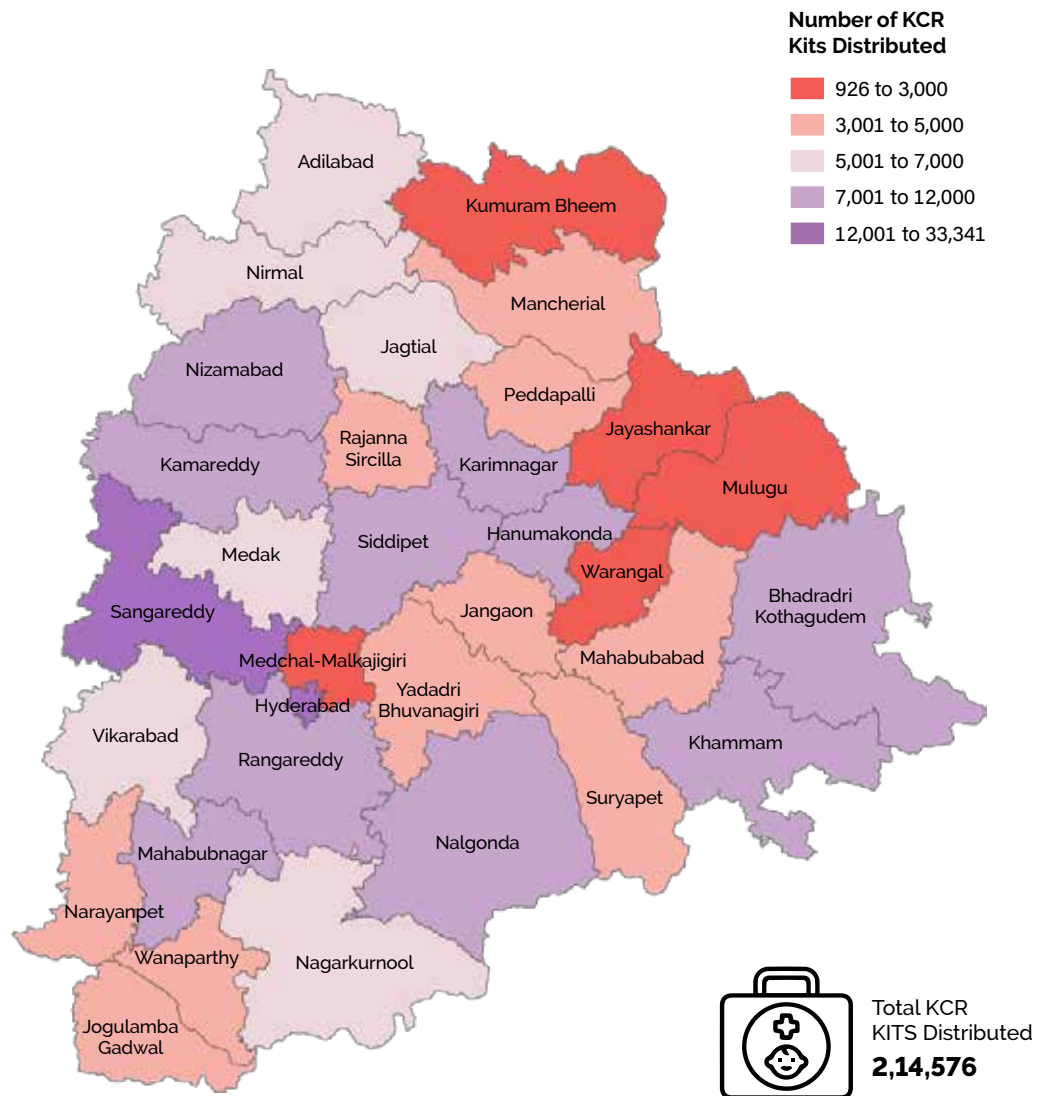 Number of KCR
Kits Distributed
926 to 3,000
3,001 to 5,000
5,001 to 7,000
7,001 to 12,000
12,001 to 33,341
Adilabad
Kumuram Bheem
Nirmal
Mancherial
Jagtial
Nizamabad
Peddapalli
Rajanna
Sircilla
Jayashankar
Kamareddy
Karimnagar
Mulugu
Siddipet
Hanumakonda
Medak
Warangal
Bhadradri
Kothagudem
Sangareddy
Jangaon
Medchal-Malkajigiri
Mahabubabad
Yadadri
Bhuvanagiri
Hyderabad
Vikarabad
Khammam
Rangareddy
Suryapet
Nalgonda
Mahabubnagar
Narayanpet
Wanaparthy
Nagarkurnool
Jogulamba
Gadwal
Total KCR
KITS Distributed
2,14,576